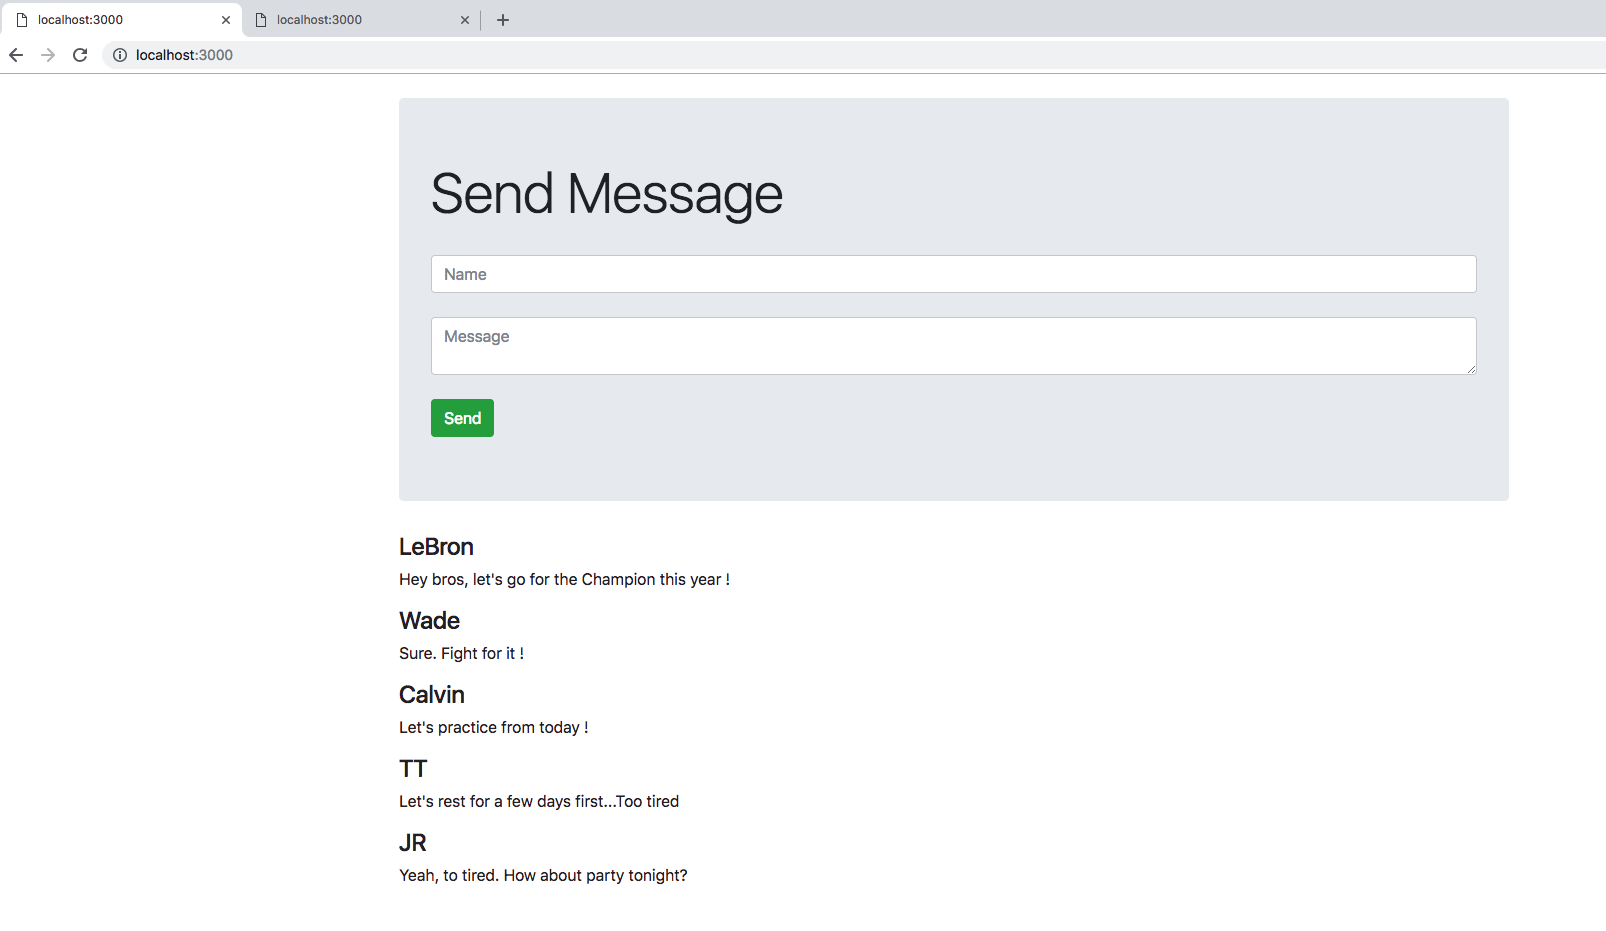 localhost:3000
localhost:3000
localhost:3000
Send Message
Name
Message
Send
LeBron
Hey bros, let's go for the Champion this year !
Wade
Sure. Fight for it !
Calvin
Let's practice from today !
TT
Let's rest for a few days first...Too tired
JR
Yeah, to tired. How about party tonight?